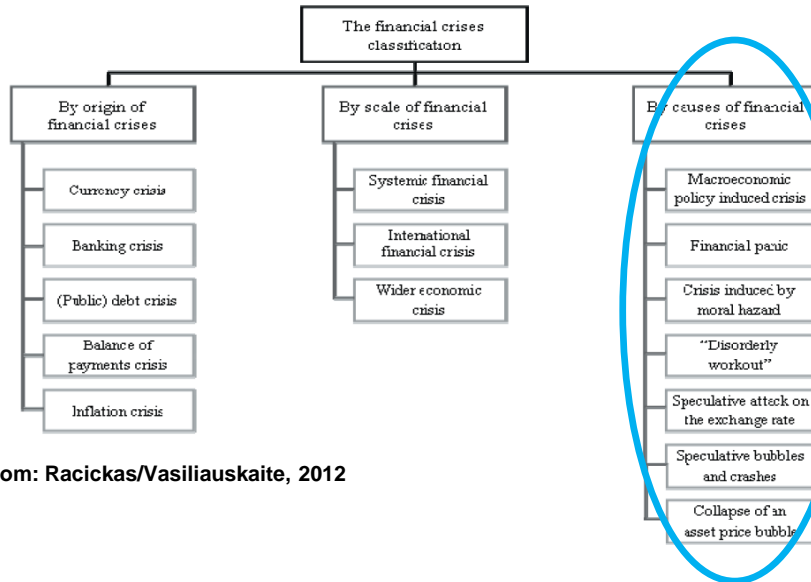 The financial crises
classification
By origin of
financial crises
Currency crisis
Banking crisis
(Public) debt crisis
Balance of
payments crisis
Inflation crisis
By scale of financial
crises
Systemic financial
crisis
International
financial crisis
Wider economic
crisis
By causes of financial
crises
Macroeconomic
policy induced crisis
Financial panic
Crisis induced by
moral hazard
“Disorderly
workout”
Speculative attack on
the exchange rate
Speculative bubbles
and crashes
Collapse of an
asset price bubble
om: Racickas/Vasiliauskaite, 2012